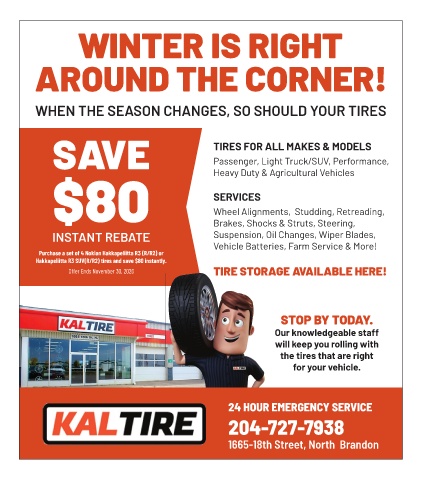 WINTER IS RIGHT
AROUND THE CORNER!
WHEN THE SEASON CHANGES, SO SHOULD YOUR TIRES
SAVE
$80
INSTANT REBATE
Purchase a set of 4 Nokian Hakkapeliitta R3 (R/R2) or
Hakkapeliitta R3 SUV(R/R2) tires and save $80 instantly.
Offer Ends November 30, 2020
TIRES FOR ALL MAKES & MODELS
Passenger, Light Truck/SUV, Performance,
Heavy Duty & Agricultural Vehicles
SERVICES
Wheel Alignments, Studding, Retreading,
Brakes, Shocks & Struts, Steering,
Suspension, Oil Changes, Wiper Blades,
Vehicle Batteries, Farm Service & More!
TIRE STORAGE AVAILABLE HERE!
KALTIRE
STOP BY TODAY.
Our knowledgeable staff
will keep you rolling with
the tires that are right
for your vehicle.
KALTIRE
24 HOUR EMERGENCY SERVICE
204-727-7938
1665-18th Street, North Brandon